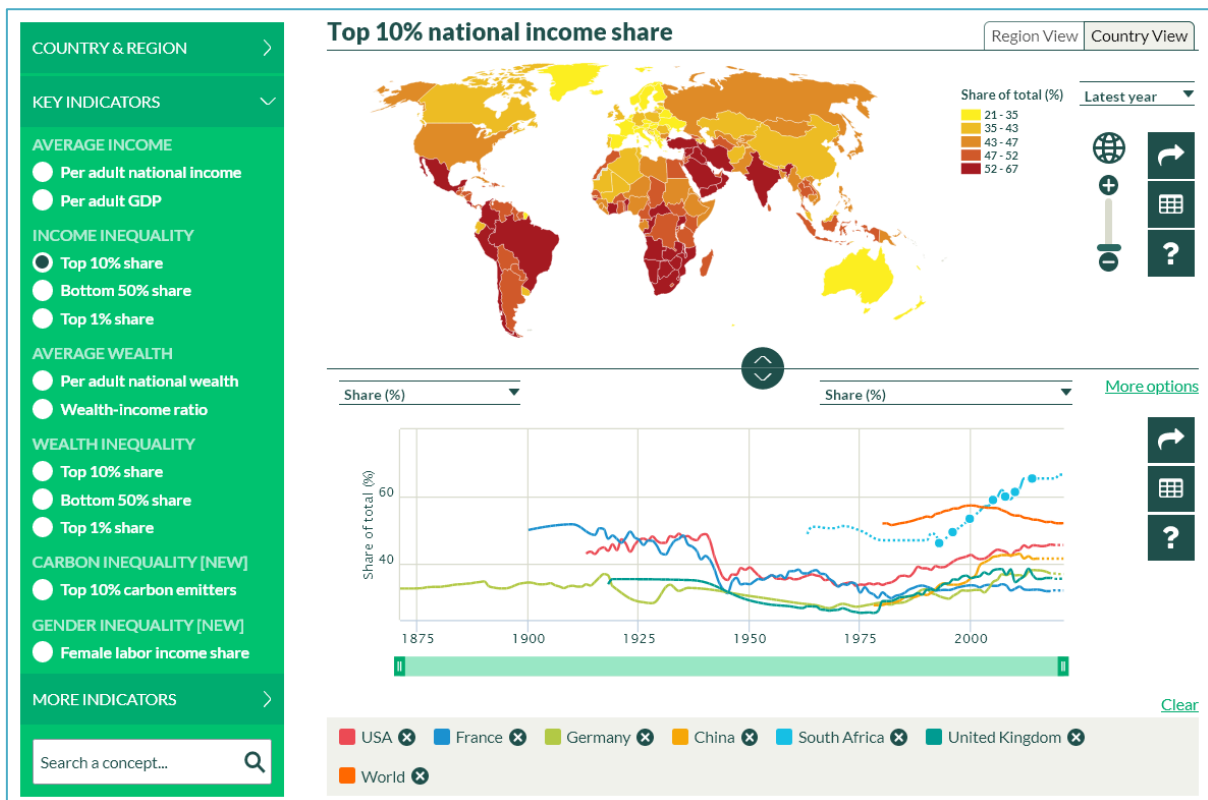 COUNTRY & REGION
KEY INDICATORS
AVERAGE INCOME
Per adult national income
Per adult GDP
INCOME INEQUALITY
Top 10% share
Bottom 50% share
Top 1% share
AVERAGE WEALTH
Per adult national wealth
Wealth-income ratio
WEALTH INEQUALITY
Top 10% share
Bottom 50% share
Top 1% share
CARBON INEQUALITY [NEW]
Top 10% carbon emitters
GENDER INEQUALITY [NEW]
Female labor income share
MORE INDICATORS
Search a concept...
Top 10% national income share
Region View Country View
Share of total (%)
21 - 35
35 - 43
43 - 47
47 - 52
52 - 67
Latest year
?
Share (%)
Share (%)
More options
?
Share of total (%)
60
40
1875 1900 1925 1950 1975 2000
Clear
USA France Germany China South Africa United Kingdom
World